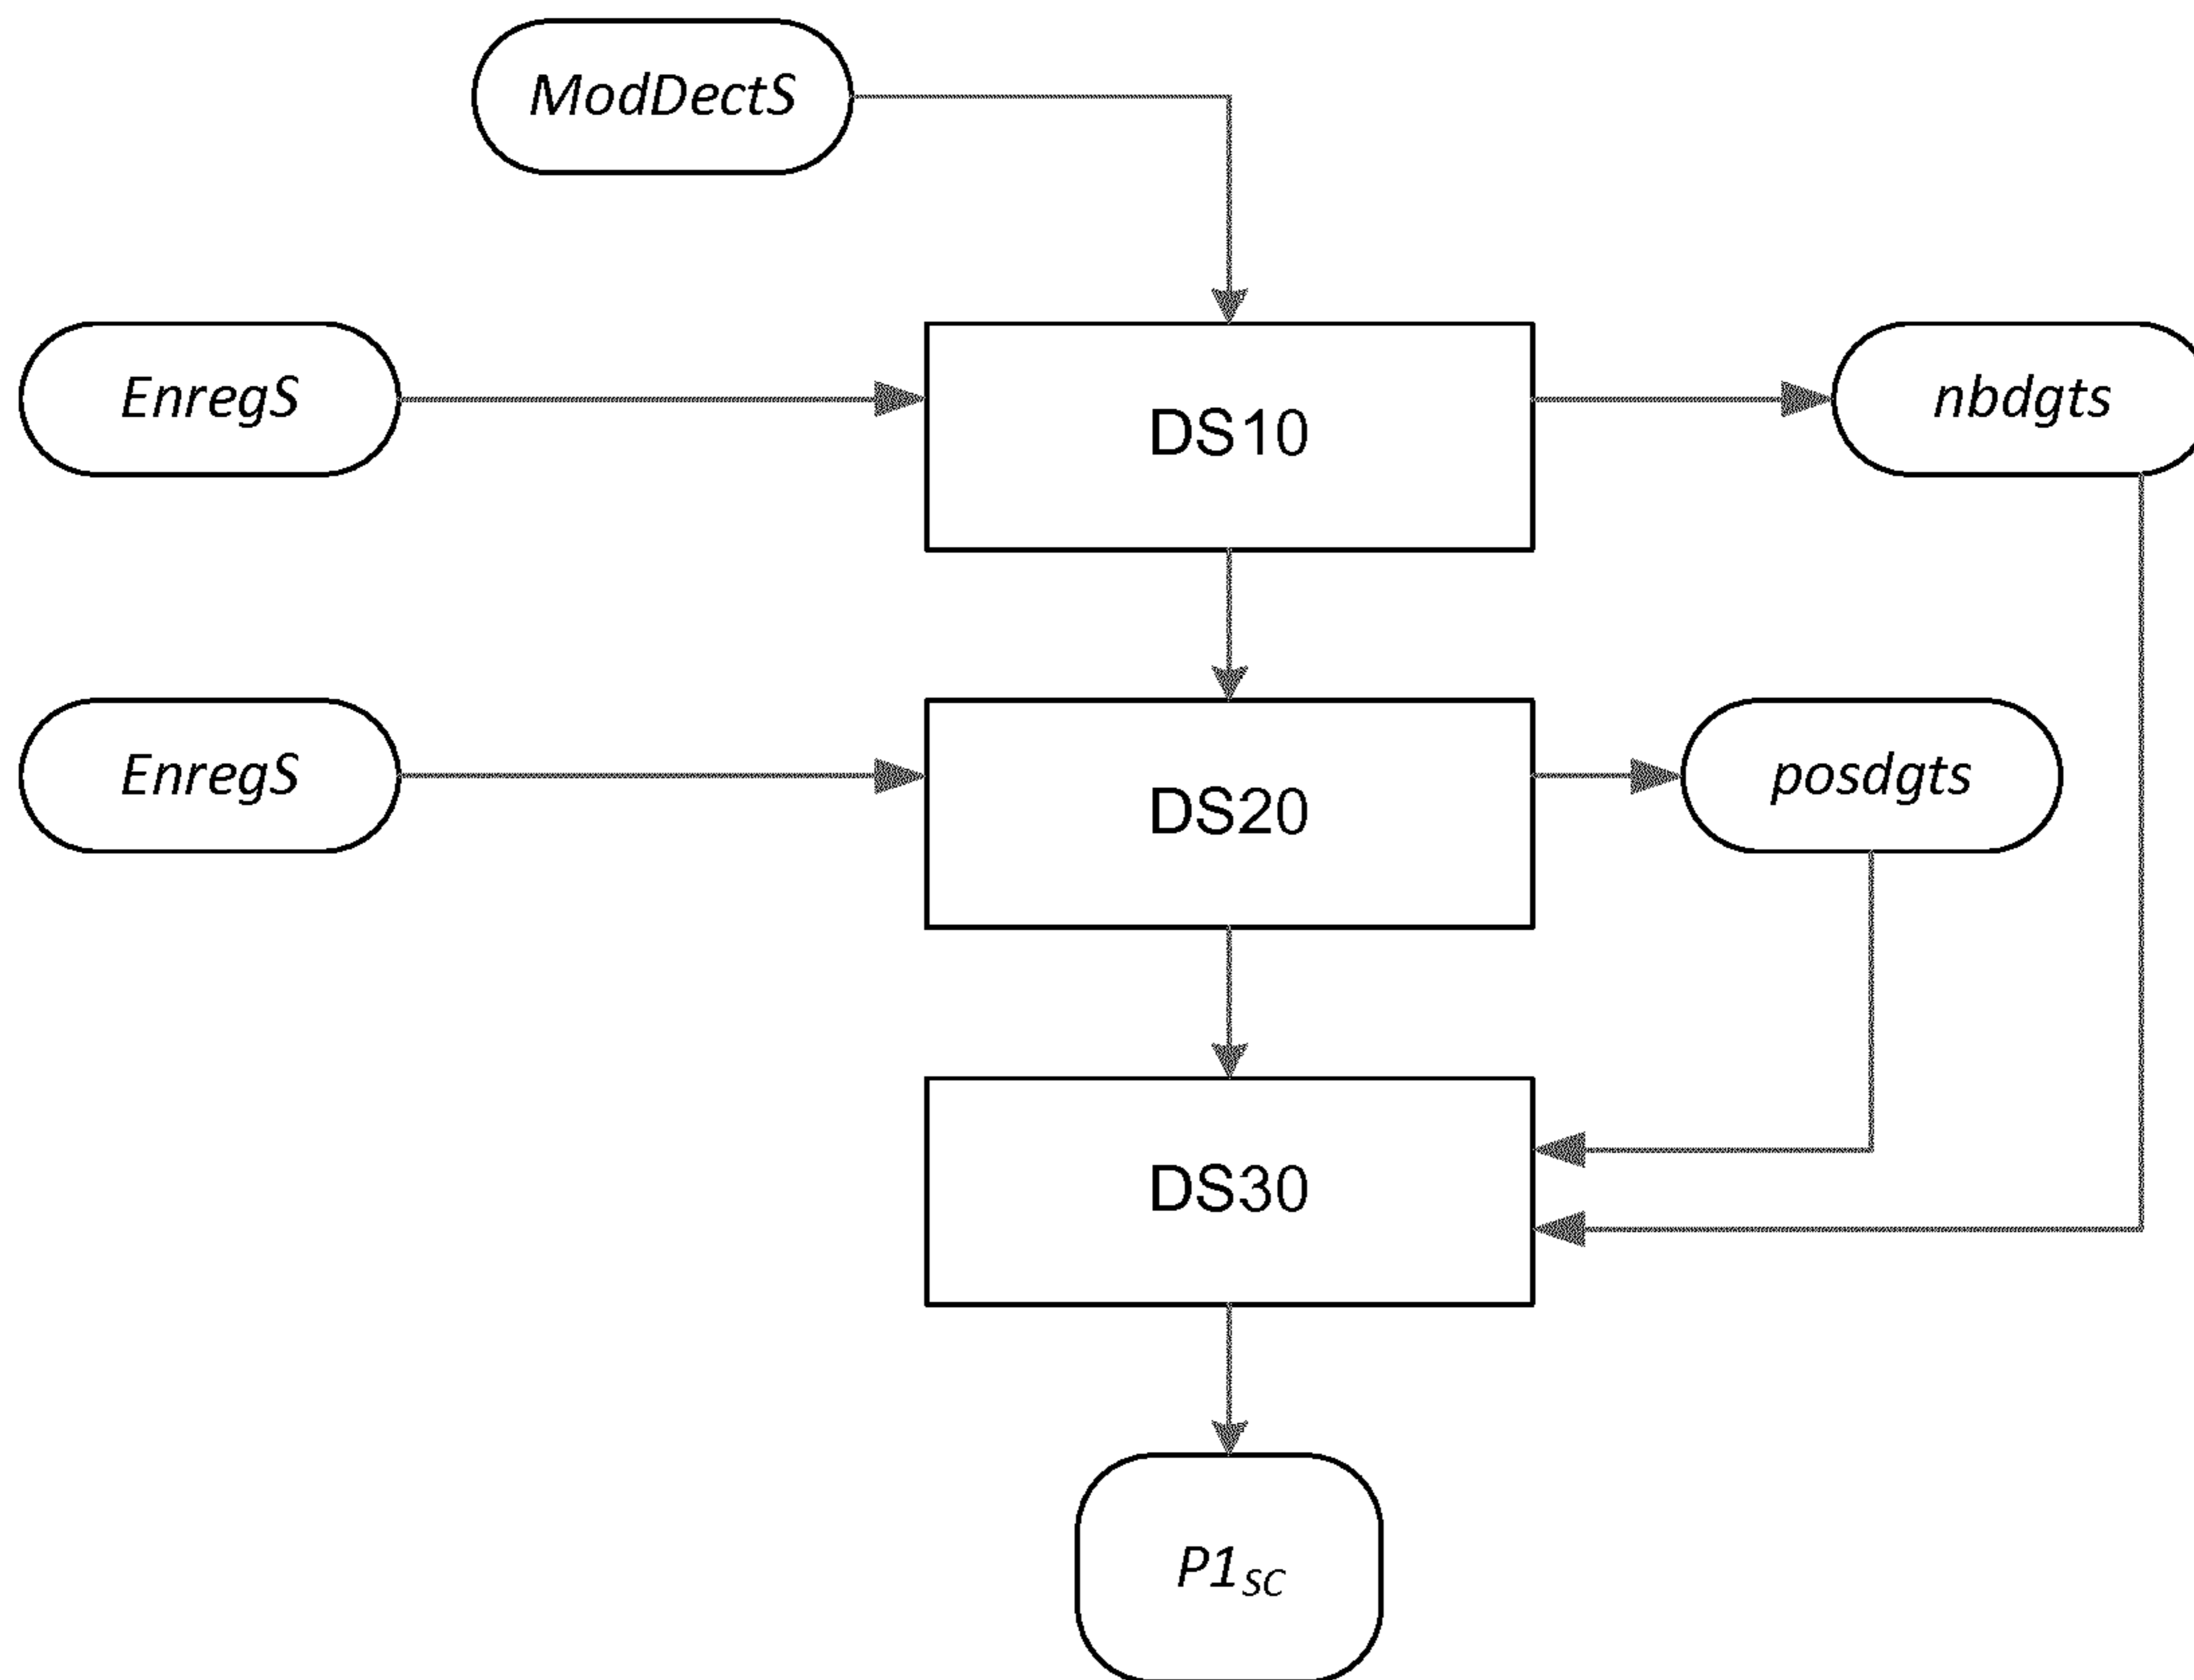 ModDectS
EnregS
DS10
nbdgts
EnregS
DS20
posdgts
DS30
P1SC